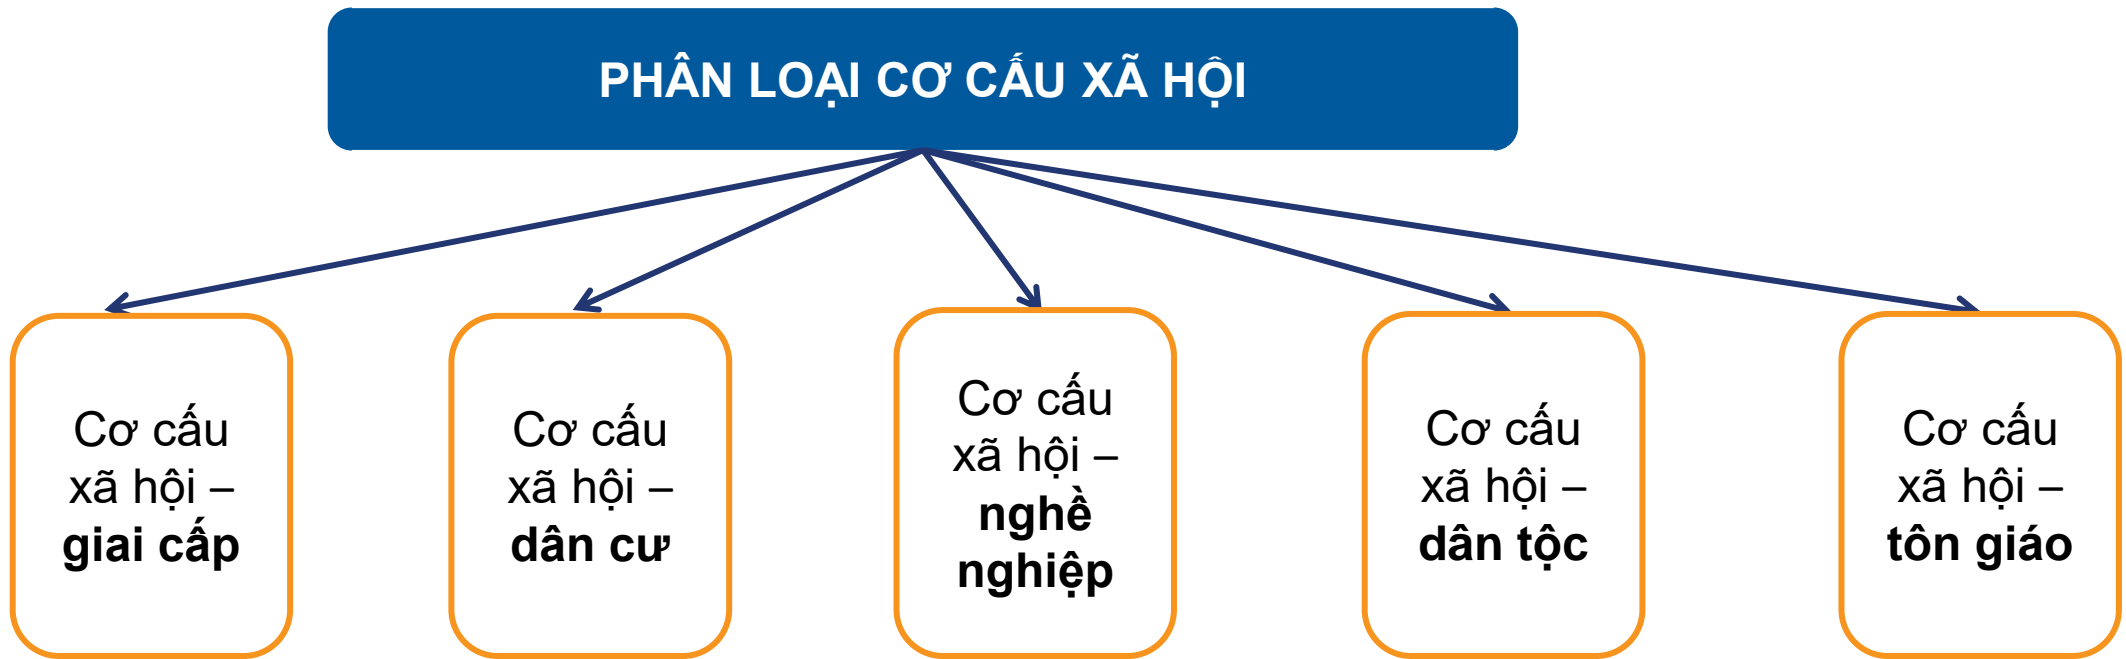 PHÂN LOẠI CƠ CẤU XÃ HỘI
Cơ cấu
xã hội –
giai cấp
Cơ cấu
xã hội –
dân cư
Cơ cấu
xã hội –
nghề
nghiệp
Cơ cấu
xã hội –
dân tộc
Cơ cấu
xã hội –
tôn giáo